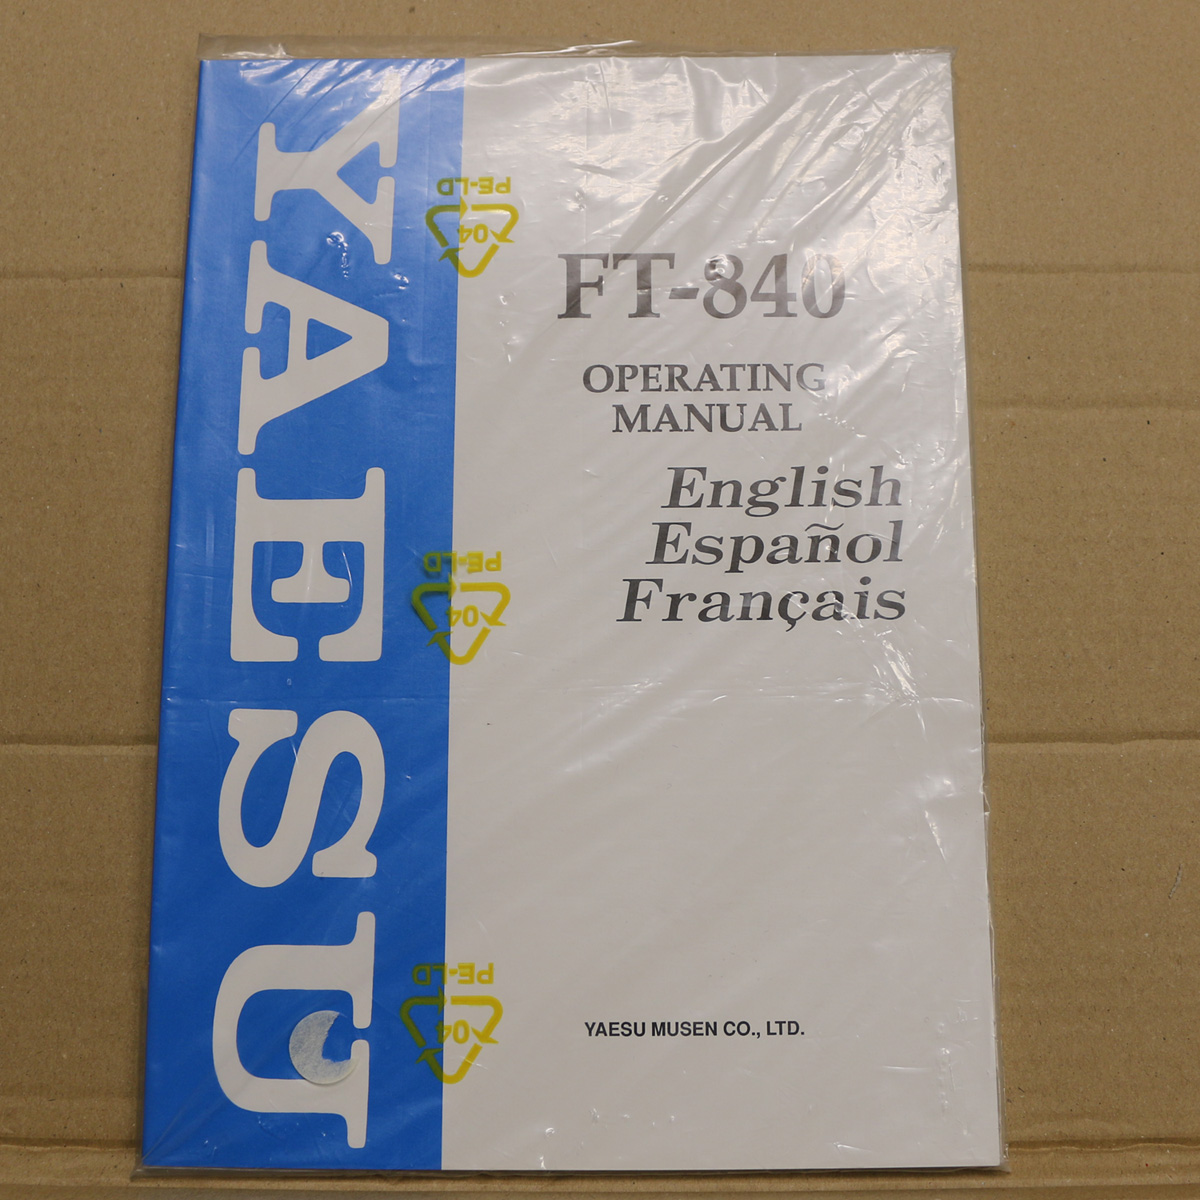 YAESU
FT-840
OPERATING
MANUAL
English
Español
Français
YAESU MUSEN CO., LTD.
PE-LD
04
PE-LD
04
PE-LD
04